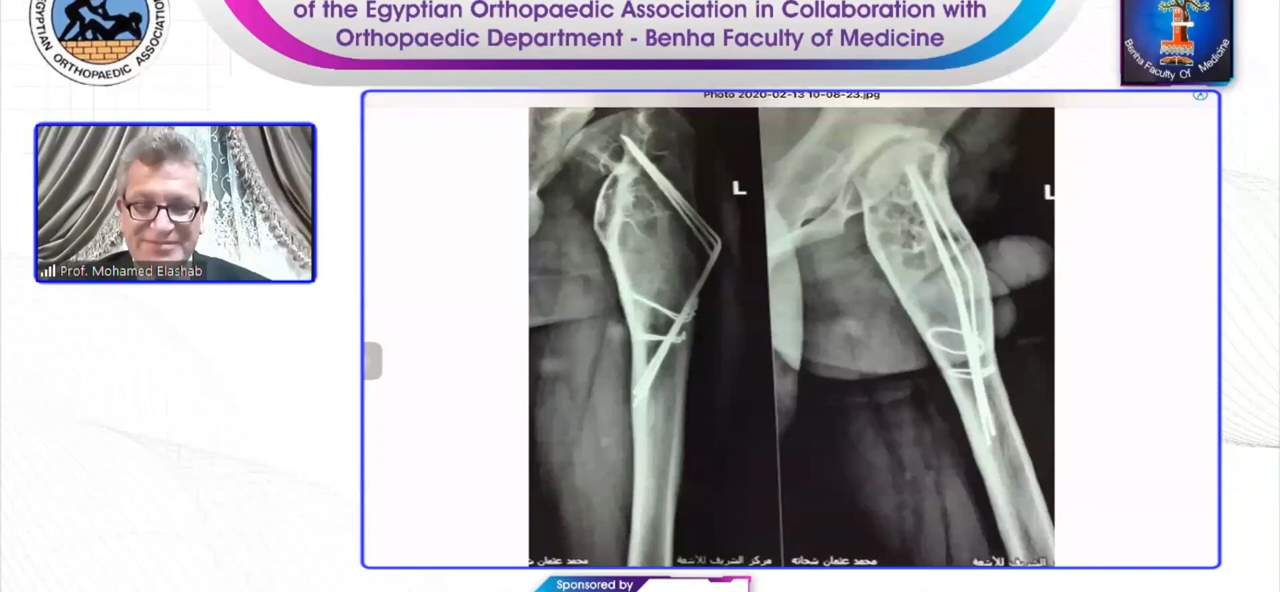 of the Egyptian Orthopaedic Association in Collaboration with
Orthopaedic Department - Benha Faculty of Medicine
EGYPTIAN ORTHOPAEDIC ASSOCIATION
Benha Faculty Of Medicine
Photo 2020-02-13 10-08-23.jpg
Prof. Mohamed Elashab
L
L
محمد عثمان شحاته
مركز الشريف للأشعة
محمد عثمان شحاته
الشريف للأشعة
Sponsored by